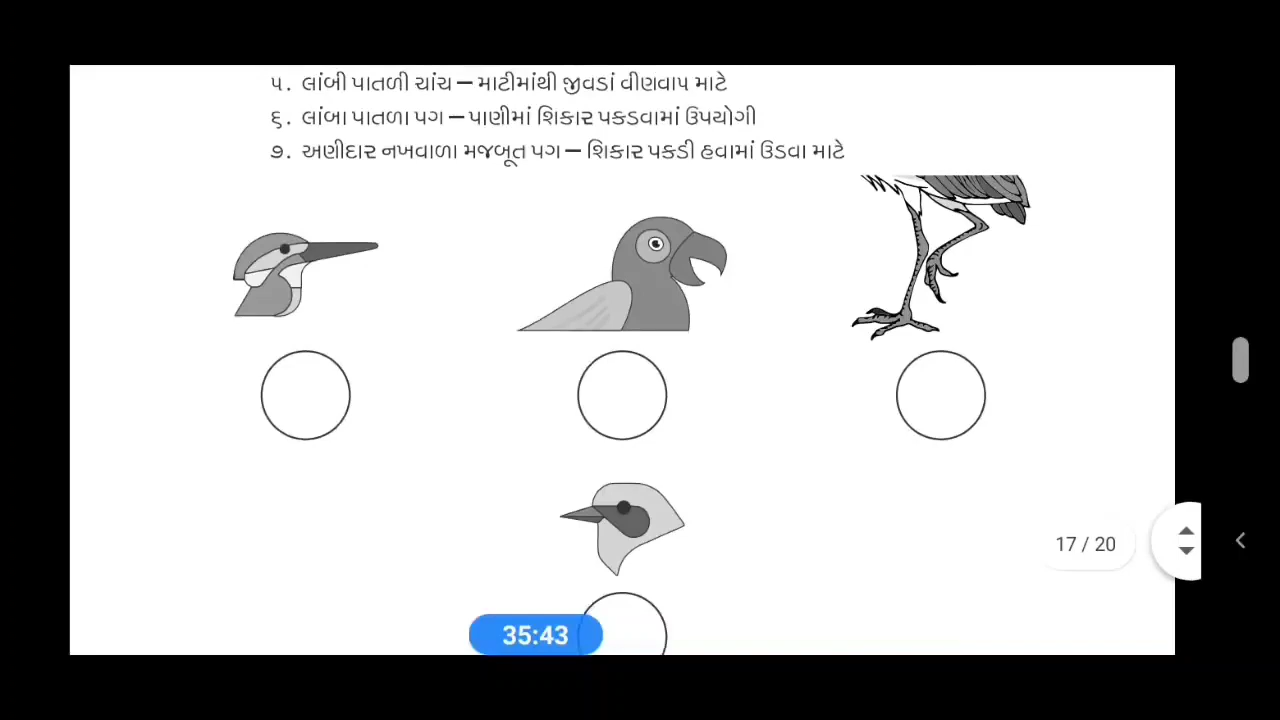 ૫. લાંબી પાતળી ચાંચ – માટીમાંથી જીવડાં વીણવાપ માટે
૬. લાંબા પાતળા પગ – પાણીમાં શિકાર પકડવામાં ઉપયોગી
૭. અણીદાર નખવાળા મજબૂત પગ – શિકાર પકડી હવામાં ઉડવા માટે
17 / 20
35:43